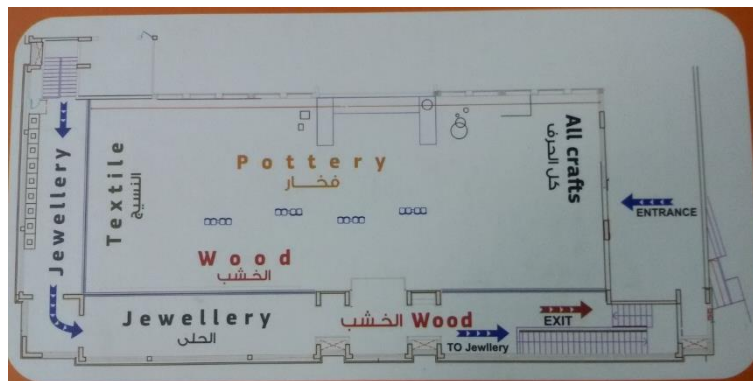 Jewellery
Textile
النسيج
Pottery
فخار
All crafts
كل الحرف
ENTRANCE
Wood
الخشب
Jewellery
الحلى
الخشب Wood
EXIT
TO Jewllery